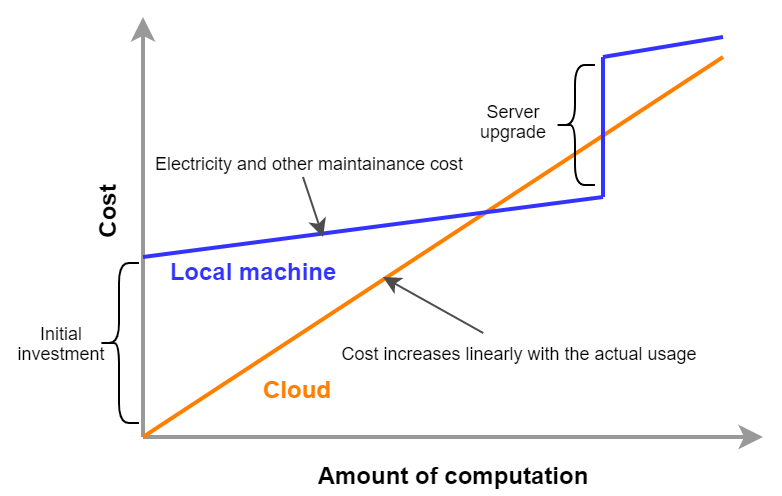 Server
upgrade
Electricity and other maintainance cost
Cost
Local machine
Initial
investment
Cost increases linearly with the actual usage
Cloud
Amount of computation